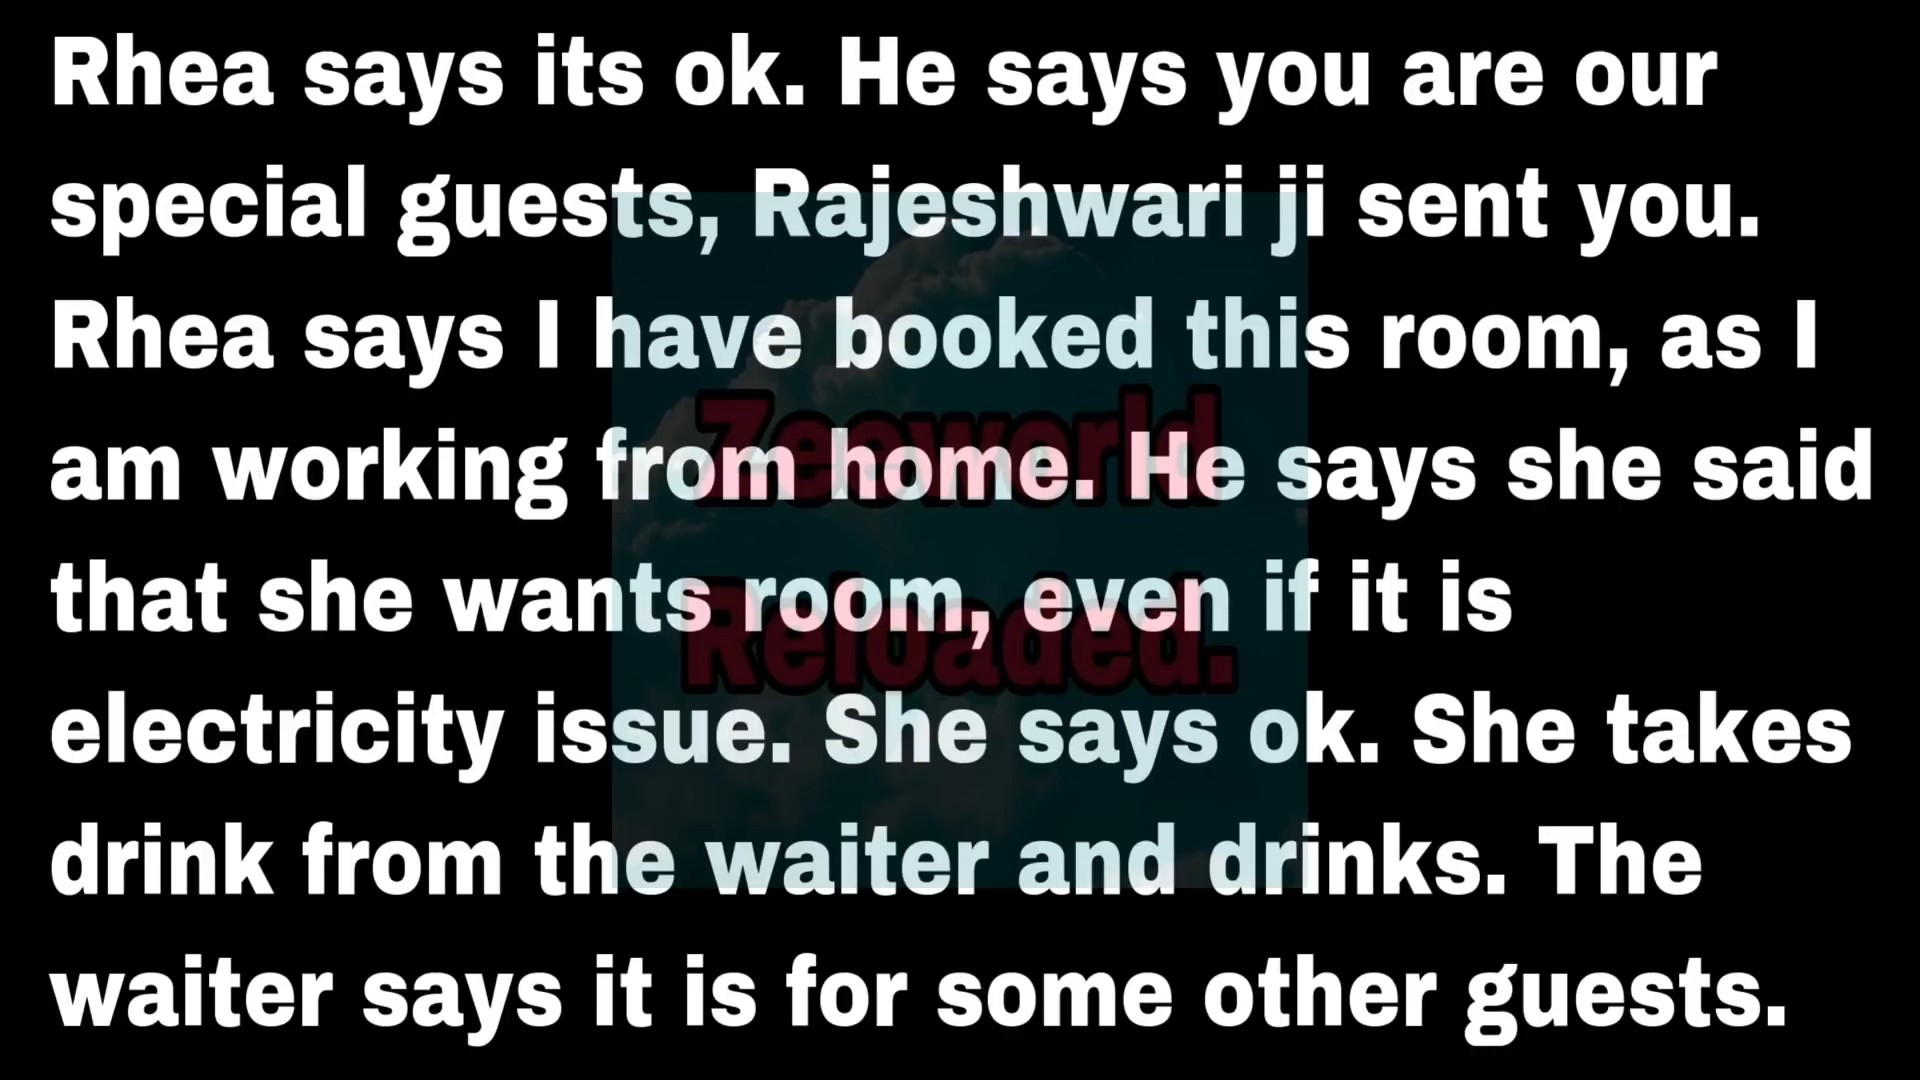 Rhea says its ok. He says you are our
special guests, Rajeshwari ji sent you.
Rhea says I have booked this room, as I
am working from home. He says she said
that she wants room, even if it is
electricity issue. She says ok. She takes
drink from the waiter and drinks. The
waiter says it is for some other guests.
Zeeworld
Reloaded.